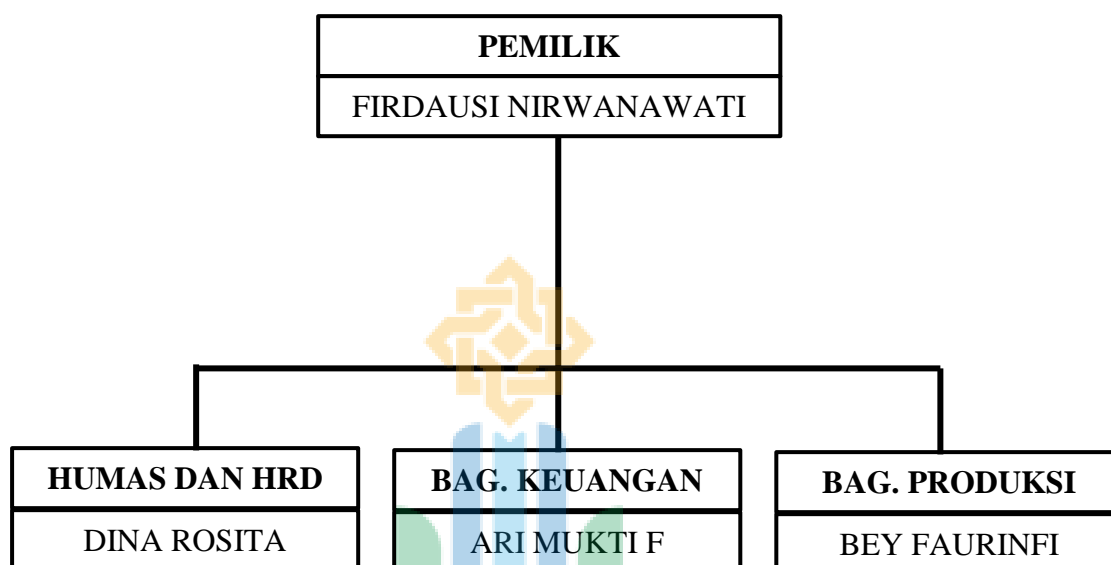 PEMILIK
FIRDAUSI NIRWANAWATI
HUMAS DAN HRD
DINA ROSITA
BAG. KEUANGAN
ARI MUKTI F
BAG. PRODUKSI
BEY FAURINFI